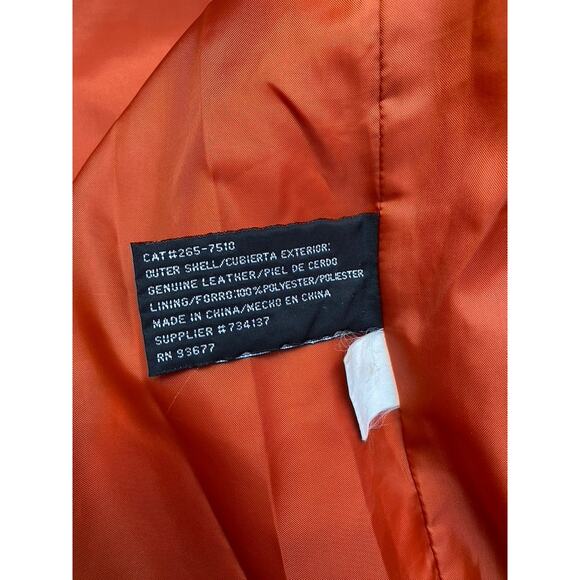 CAT#265-7510
OUTER SHELL/CUBIERTA EXTERIOR:
GENUINE LEATHER/PIEL DE CERDO
LINING/FORRO:100%POLYESTER/POLIESTER
MADE IN CHINA/MECHO EN CHINA
SUPPLIER #734137
RN 93677